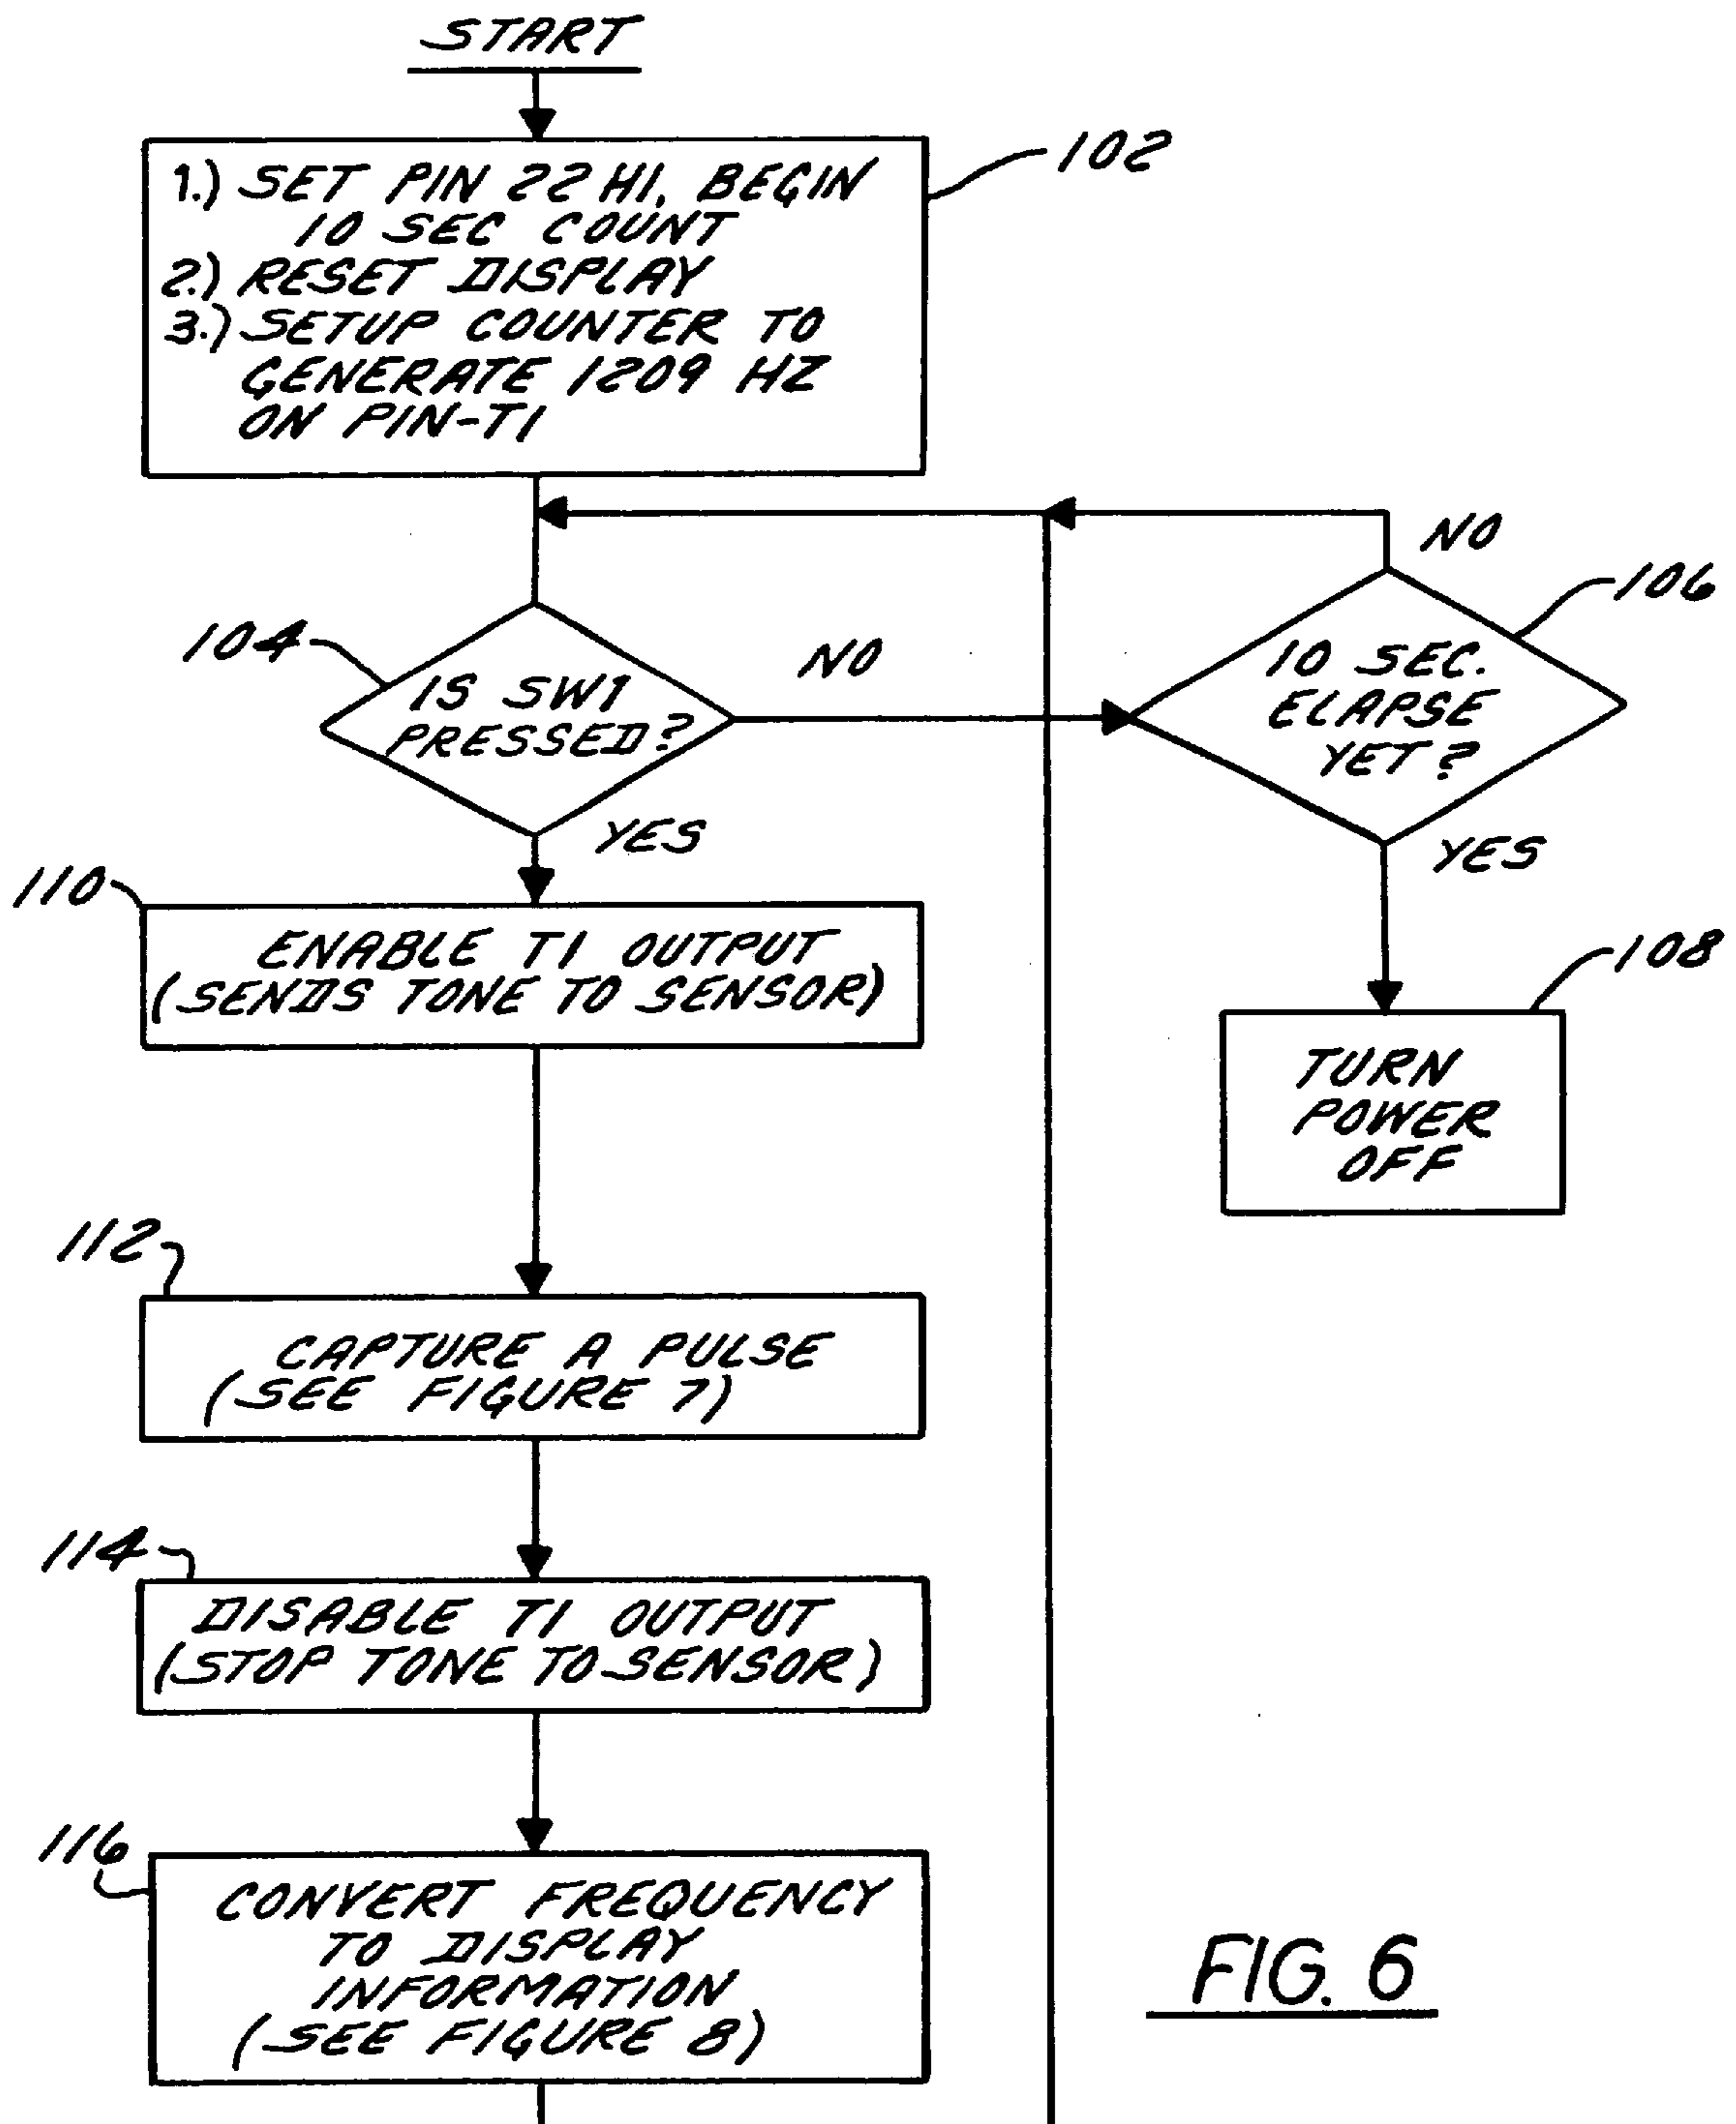 START
1.) SET PIN 22 HI, BEGIN
10 SEC COUNT
2.) RESET DISPLAY
3.) SETUP COUNTER TO
GENERATE 1209 HZ
ON PIN-T1
102
NO
106
104
IS SW1
PRESSED?
NO
10 SEC.
ELAPSE
YET?
YES
YES
110
ENABLE T1 OUTPUT
(SENDS TONE TO SENSOR)
108
TURN
POWER
OFF
112
CAPTURE A PULSE
(SEE FIGURE 7)
114
DISABLE T1 OUTPUT
(STOP TONE TO SENSOR)
116
CONVERT FREQUENCY
TO DISPLAY
INFORMATION
(SEE FIGURE 8)
FIG. 6